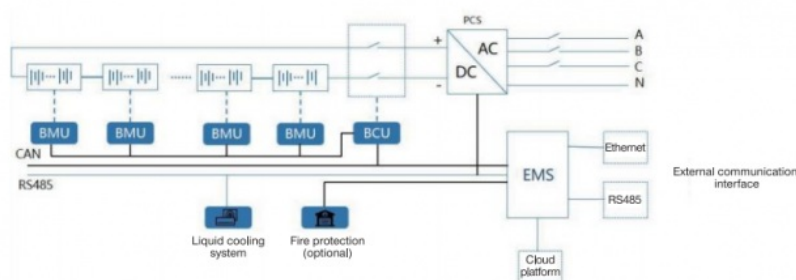 PCS
+
AC
DC
-
A
B
C
N
BMU
BMU
BMU
BMU
BCU
CAN
RS485
EMS
Ethernet
RS485
External communication
interface
Liquid cooling
system
Fire protection
(optional)
Cloud
platform